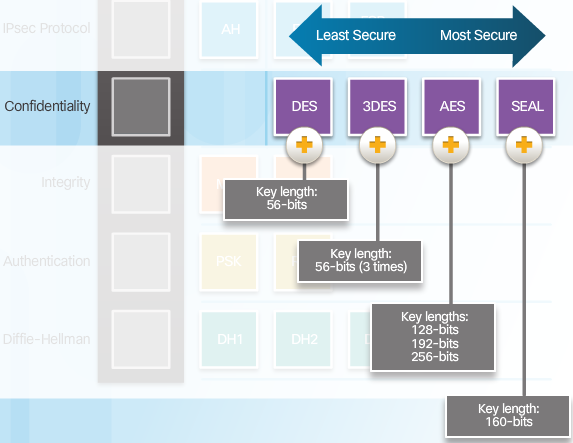 IPsec Protocol
AH
Least Secure
Most Secure
Confidentiality
DES
3DES
AES
SEAL
Integrity
Key length:
56-bits
Authentication
PSK
Key length:
56-bits (3 times)
Diffie-Hellman
DH1
DH2
Key lengths:
128-bits
192-bits
256-bits
Key length:
160-bits